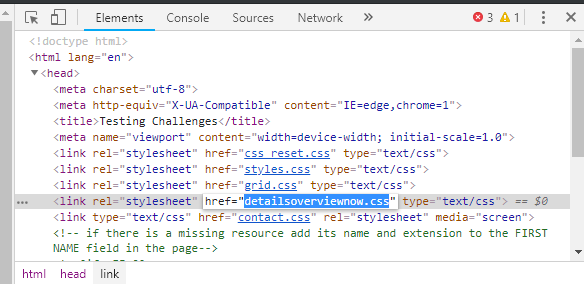 Elements Console Sources Network » 3 1
<!doctype html>
<html lang="en">
<head>
<meta charset="utf-8">
<meta http-equiv="X-UA-Compatible" content="IE=edge,chrome=1">
<title>Testing Challenges</title>
<meta name="viewport" content="width=device-width; initial-scale=1.0">
<link rel="stylesheet" href="css_reset.css" type="text/css">
<link rel="stylesheet" href="styles.css" type="text/css">
<link rel="stylesheet" href="grid.css" type="text/css">
... <link rel="stylesheet" href="detailsoverviewnow.css" type="text/css"> == $0
<link type="text/css" href="contact.css" rel="stylesheet" media="screen">
<!-- if there is a missing resource add its name and extension to the FIRST
NAME field in the page-->
html head link